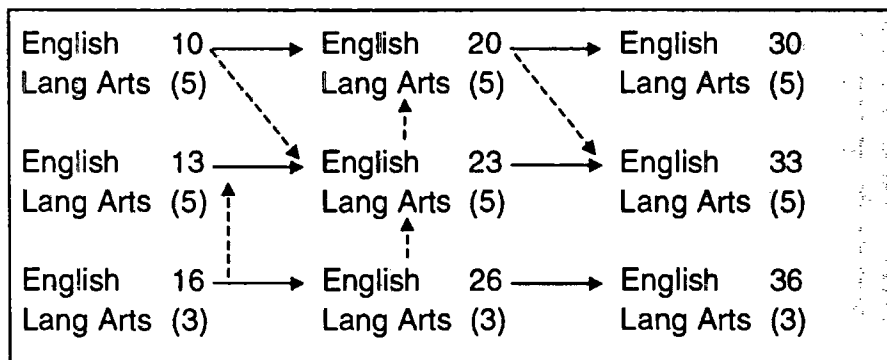 English 10 English 20 English 30
Lang Arts (5) Lang Arts (5) Lang Arts (5)
English 13 English 23 English 33
Lang Arts (5) Lang Arts (5) Lang Arts (5)
English 16 English 26 English 36
Lang Arts (3) Lang Arts (3) Lang Arts (3)